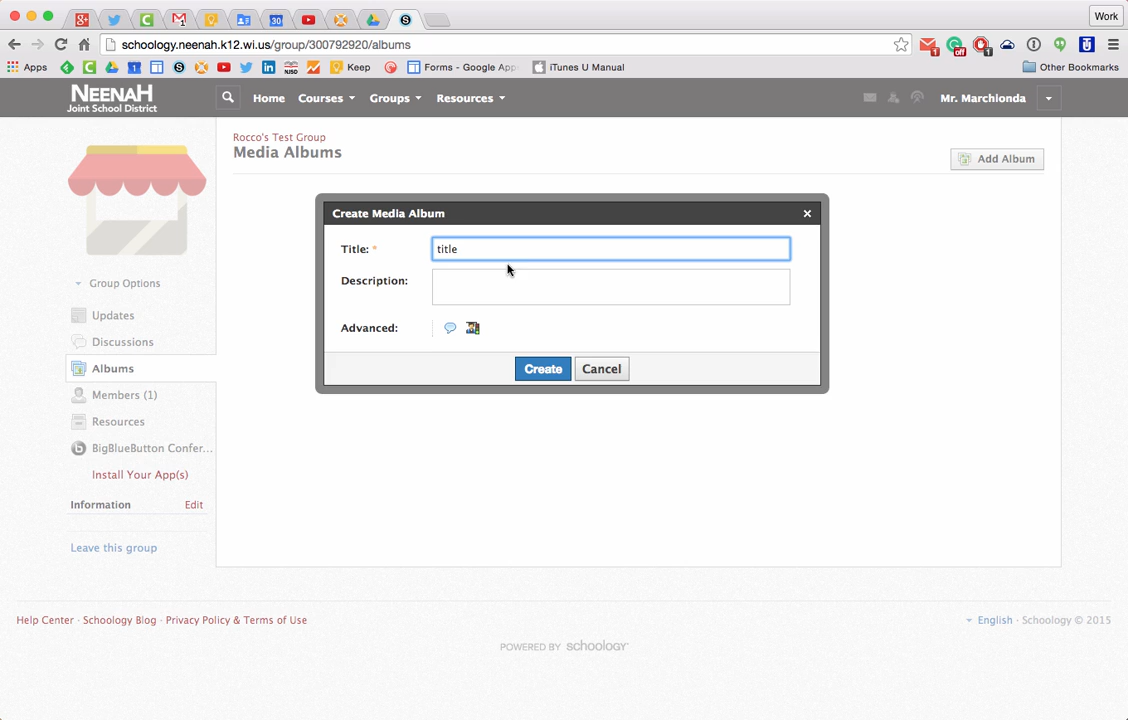 Work
schoology.neenah.k12.wi.us/group/300792920/albums
Apps Keep Forms - Google App iTunes U Manual Other Bookmarks
NEENAH
Joint School District
Home Courses Groups Resources Mr. Marchionda
Rocco's Test Group
Media Albums
Add Album
Create Media Album
Title: * title
Description:
Advanced:
Create Cancel
Group Options
Updates
Discussions
Albums
Members (1)
Resources
BigBlueButton Confer...
Install Your App(s)
Information Edit
Leave this group
Help Center · Schoology Blog · Privacy Policy & Terms of Use English · Schoology © 2015
POWERED BY schoology